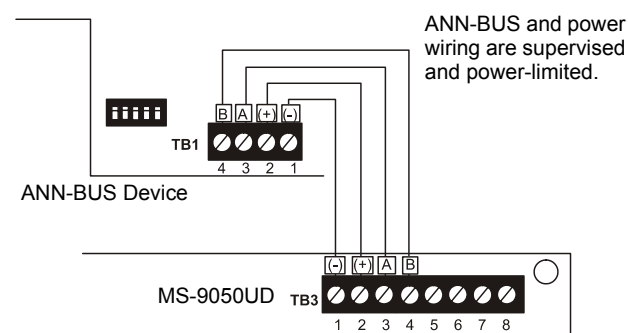 ANN-BUS and power
wiring are supervised
and power-limited.
B A (+) (-)
TB1
4 3 2 1
ANN-BUS Device
(-) (+) A B
MS-9050UD TB3
1 2 3 4 5 6 7 8